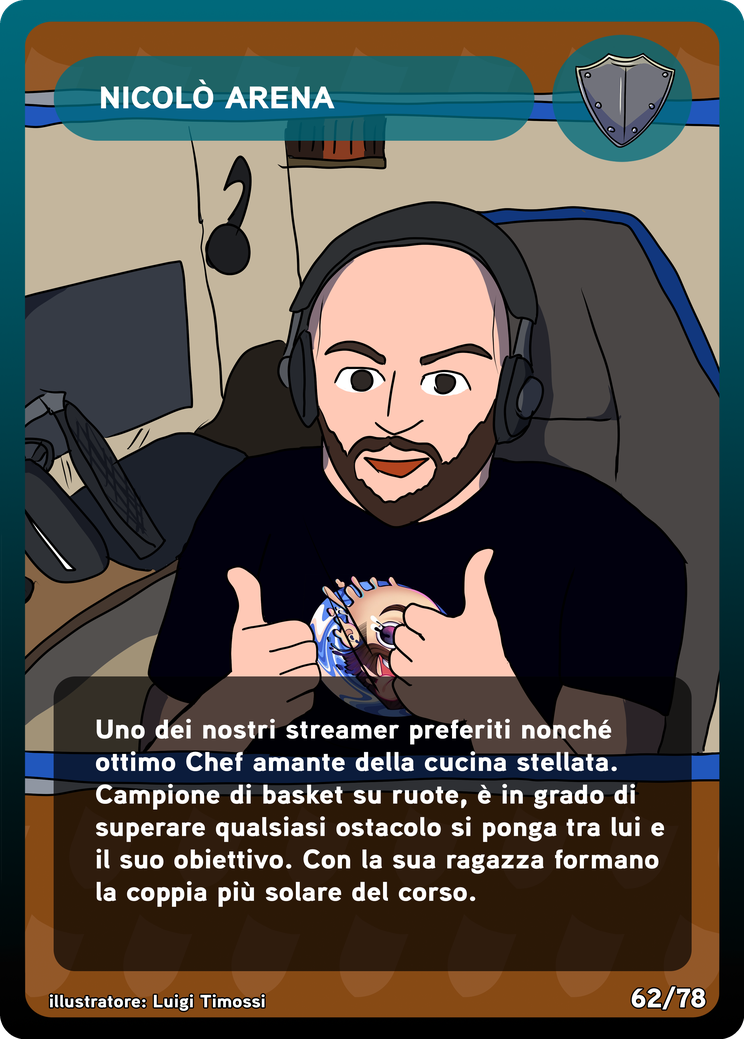 NICOLÒ ARENA
Uno dei nostri streamer preferiti nonché
ottimo Chef amante della cucina stellata.
Campione di basket su ruote, è in grado di
superare qualsiasi ostacolo si ponga tra lui e
il suo obiettivo. Con la sua ragazza formano
la coppia più solare del corso.
illustratore: Luigi Timossi
62/78